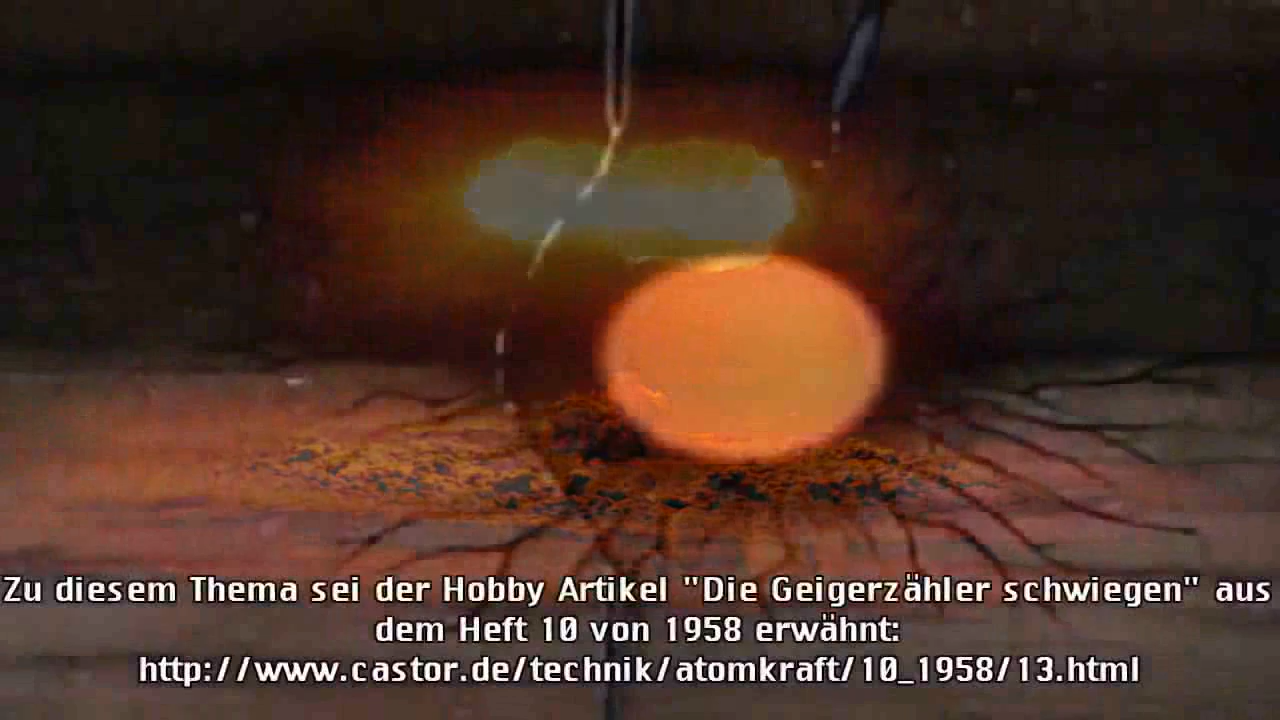 Zu diesem Thema sei der Hobby Artikel "Die Geigerzähler schwiegen" aus
dem Heft 10 von 1958 erwähnt:
http://www.castor.de/technik/atomkraft/10_1958/13.html